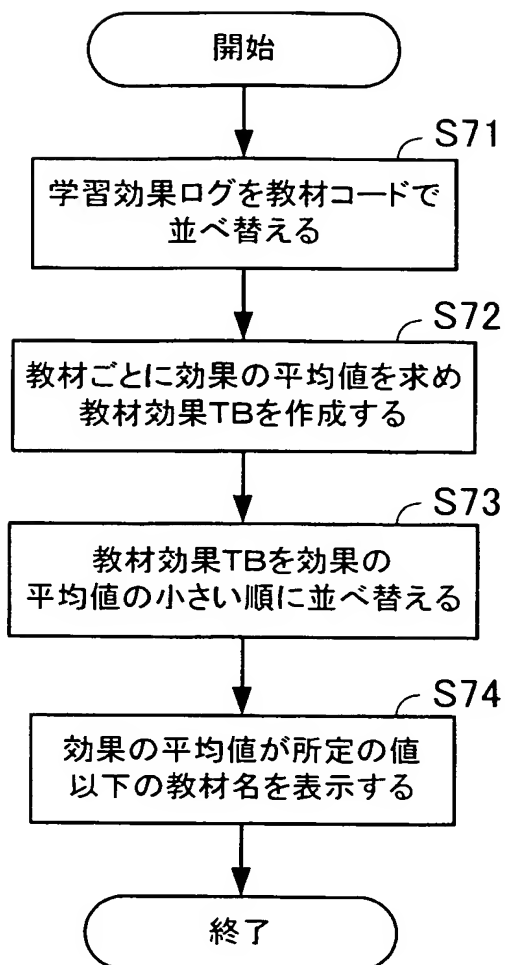 開始
S71
学習効果ログを教材コードで
並べ替える
S72
教材ごとに効果の平均値を求め
教材効果TBを作成する
S73
教材効果TBを効果の
平均値の小さい順に並べ替える
S74
効果の平均値が所定の値
以下の教材名を表示する
終了